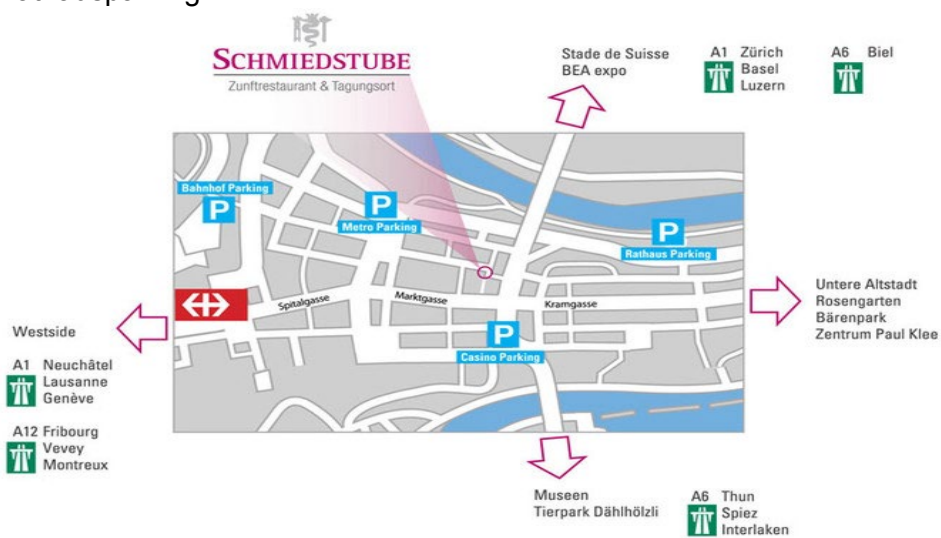 SCHMIEDSTUBE
Zunftrestaurant & Tagungsort
Stade de Suisse
BEA expo
A1 Zürich
Basel
Luzern
A6 Biel
Bahnhof Parking
P
P
Metro Parking
P
Rathaus Parking
Spitalgasse
Marktgasse
Kramgasse
P
Casino Parking
Untere Altstadt
Rosengarten
Bärenpark
Zentrum Paul Klee
Westside
A1 Neuchâtel
Lausanne
Genève
A12 Fribourg
Vevey
Montreux
Museen
Tierpark Dählhölzli
A6 Thun
Spiez
Interlaken